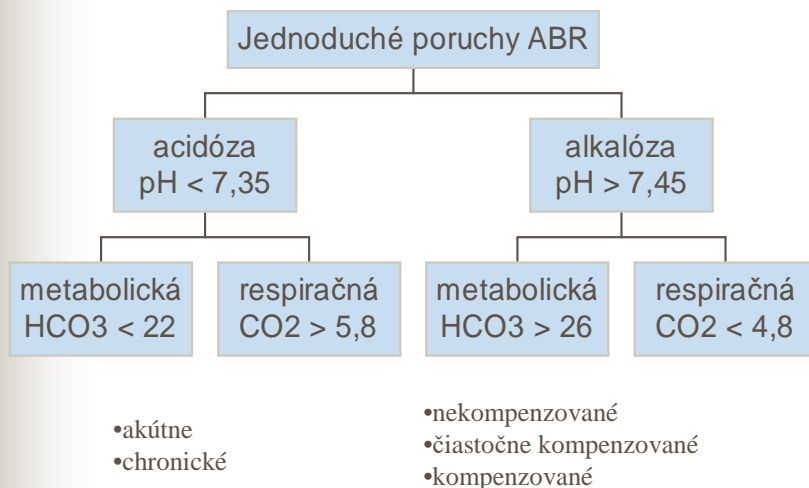 Jednoduché poruchy ABR
acidóza
pH < 7,35
alkalóza
pH > 7,45
metabolická
HCO3 < 22
respiračná
CO2 > 5,8
metabolická
HCO3 > 26
respiračná
CO2 < 4,8
•akútne
•chronické
•nekompenzované
•čiastočne kompenzované
•kompenzované